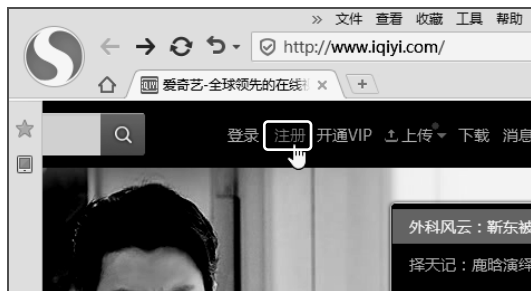 » 文件 查看 收藏 工具 帮助
http://www.iqiyi.com/
爱奇艺-全球领先的在线
登录 注册 开通VIP 上传 下载 消息
外科风云：靳东被
择天记：鹿晗演绎